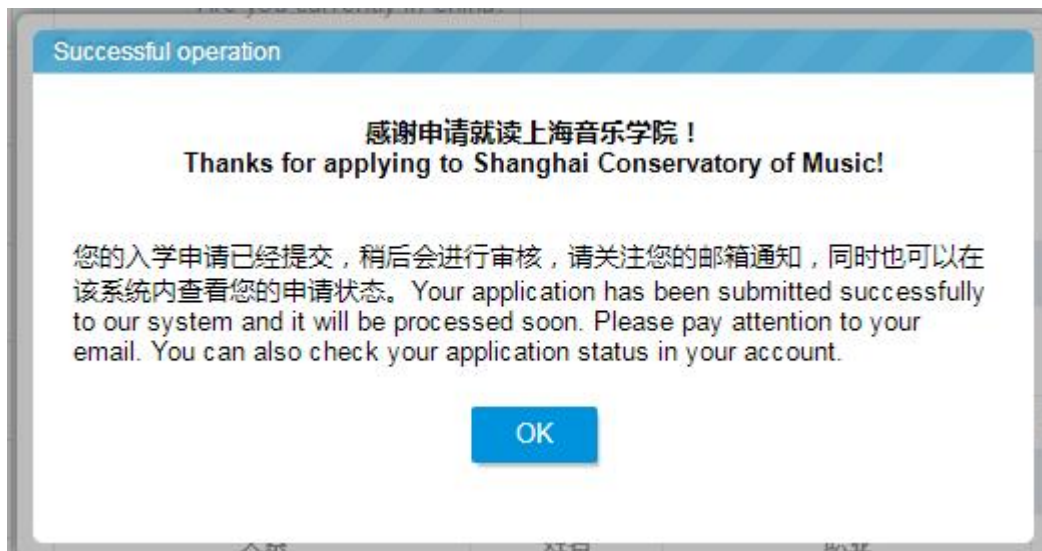 Are you currently in China?
Successful operation
感谢申请就读上海音乐学院！
Thanks for applying to Shanghai Conservatory of Music!
您的入学申请已经提交，稍后会进行审核，请关注您的邮箱通知，同时也可以在
该系统内查看您的申请状态。Your application has been submitted successfully
to our system and it will be processed soon. Please pay attention to your
email. You can also check your application status in your account.
OK